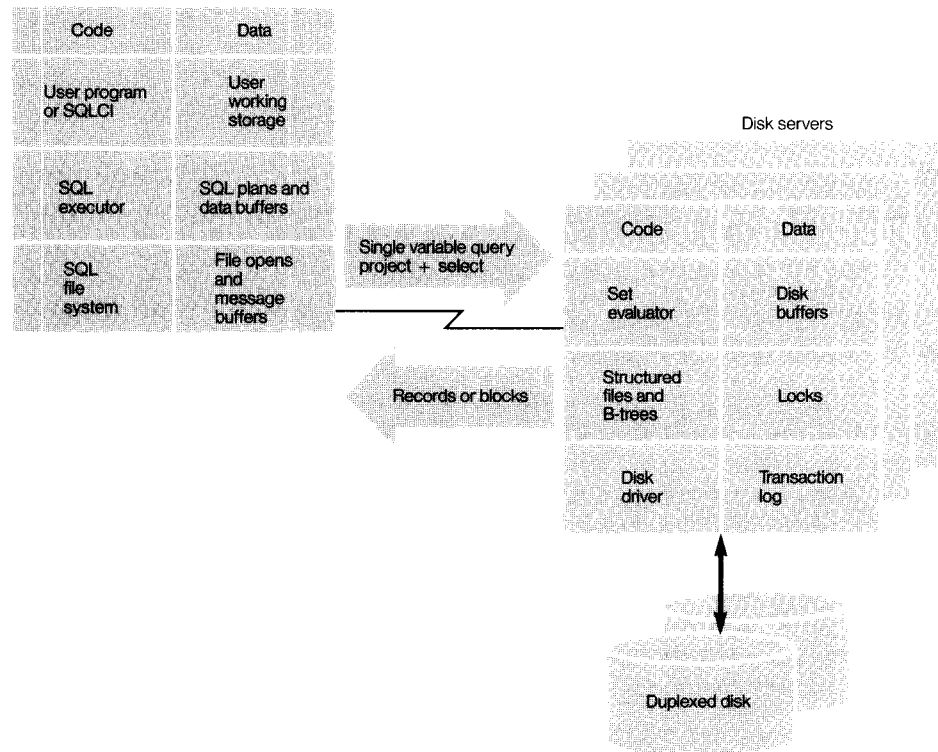 Code
Data
User program
or SQLCI
User
working
storage
SQL
executor
SQL plans and
data buffers
SQL
file
system
File opens
and
message
buffers
Single variable query
project + select
Records or blocks
Disk servers
Code
Data
Set
evaluator
Disk
buffers
Structured
files and
B-trees
Locks
Disk
driver
Transaction
log
Duplexed disk